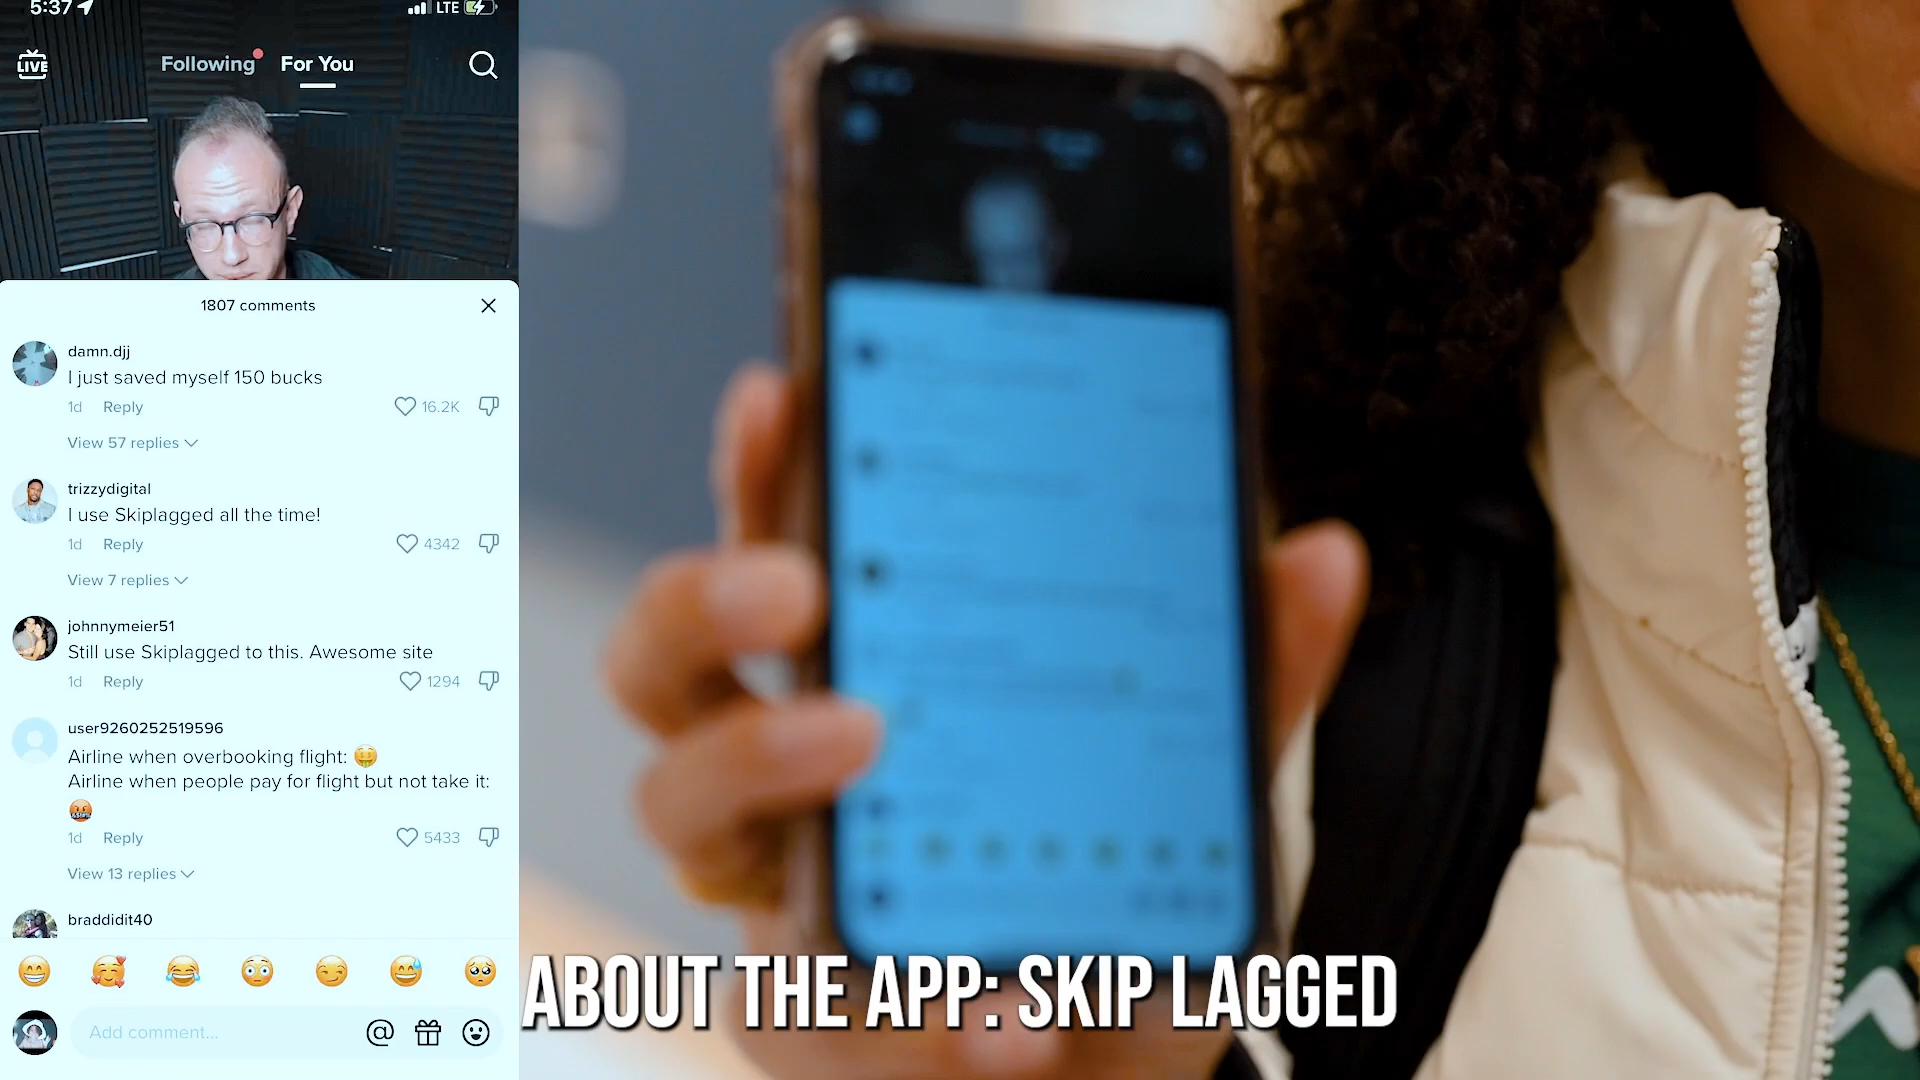 5:37
LTE
LIVE
Following
For You
1807 comments
damn.djj
I just saved myself 150 bucks
1d Reply 16.2K
View 57 replies
trizzydigital
I use Skiplagged all the time!
1d Reply 4342
View 7 replies
johnnymeier51
Still use Skiplagged to this. Awesome site
1d Reply 1294
user9260252519596
Airline when overbooking flight: 🤑
Airline when people pay for flight but not take it:
🤬
1d Reply 5433
View 13 replies
braddidit40
😁 🥰 😂 😳 😏 😅 🥺
Add comment...
ABOUT THE APP: SKIP LAGGED